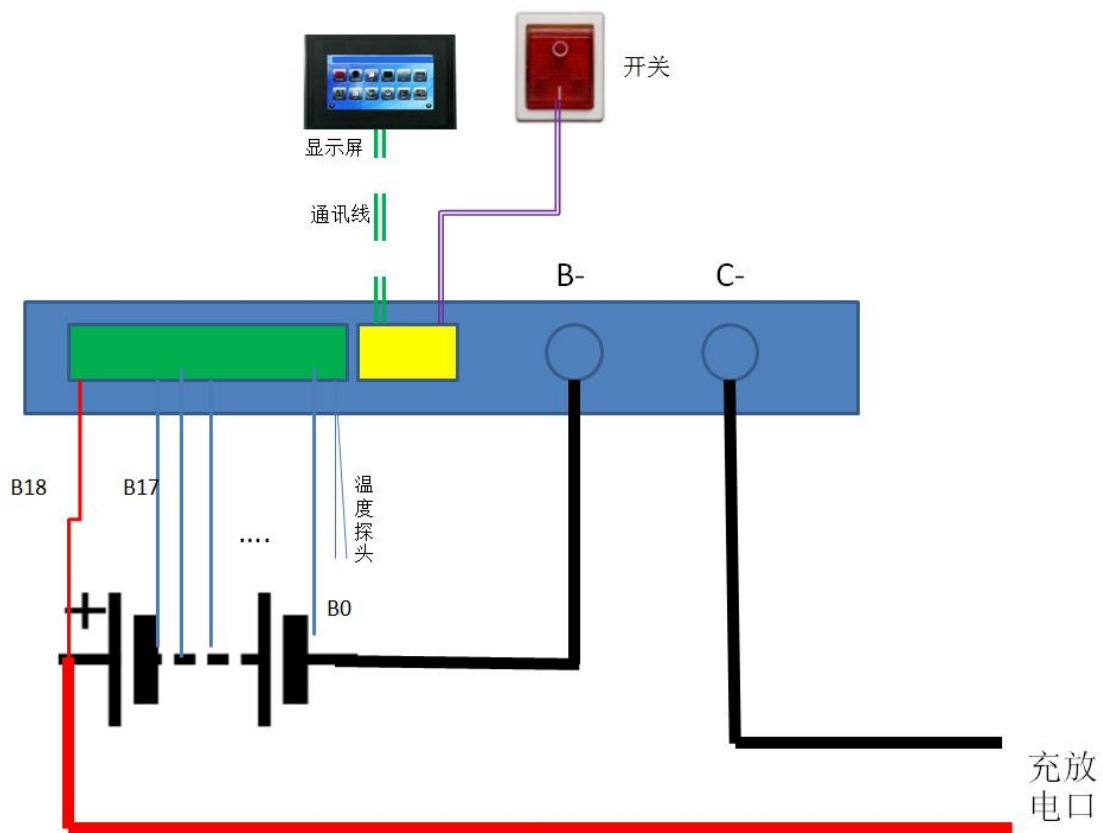 开关
显示屏
通讯线
B-
C-
B18
B17
....
温
度
探
头
B0
+
充放
电口